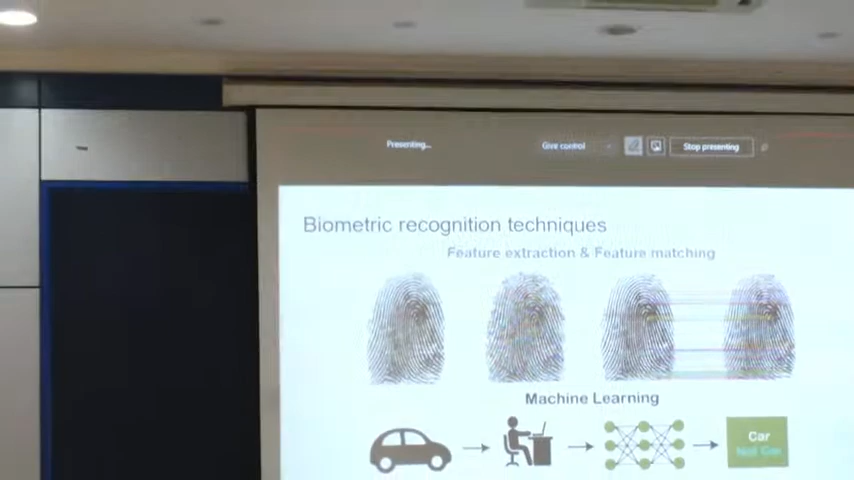 Presenting...
Give control
Stop presenting
Biometric recognition techniques
Feature extraction & Feature matching
Machine Learning
Car
Not Car